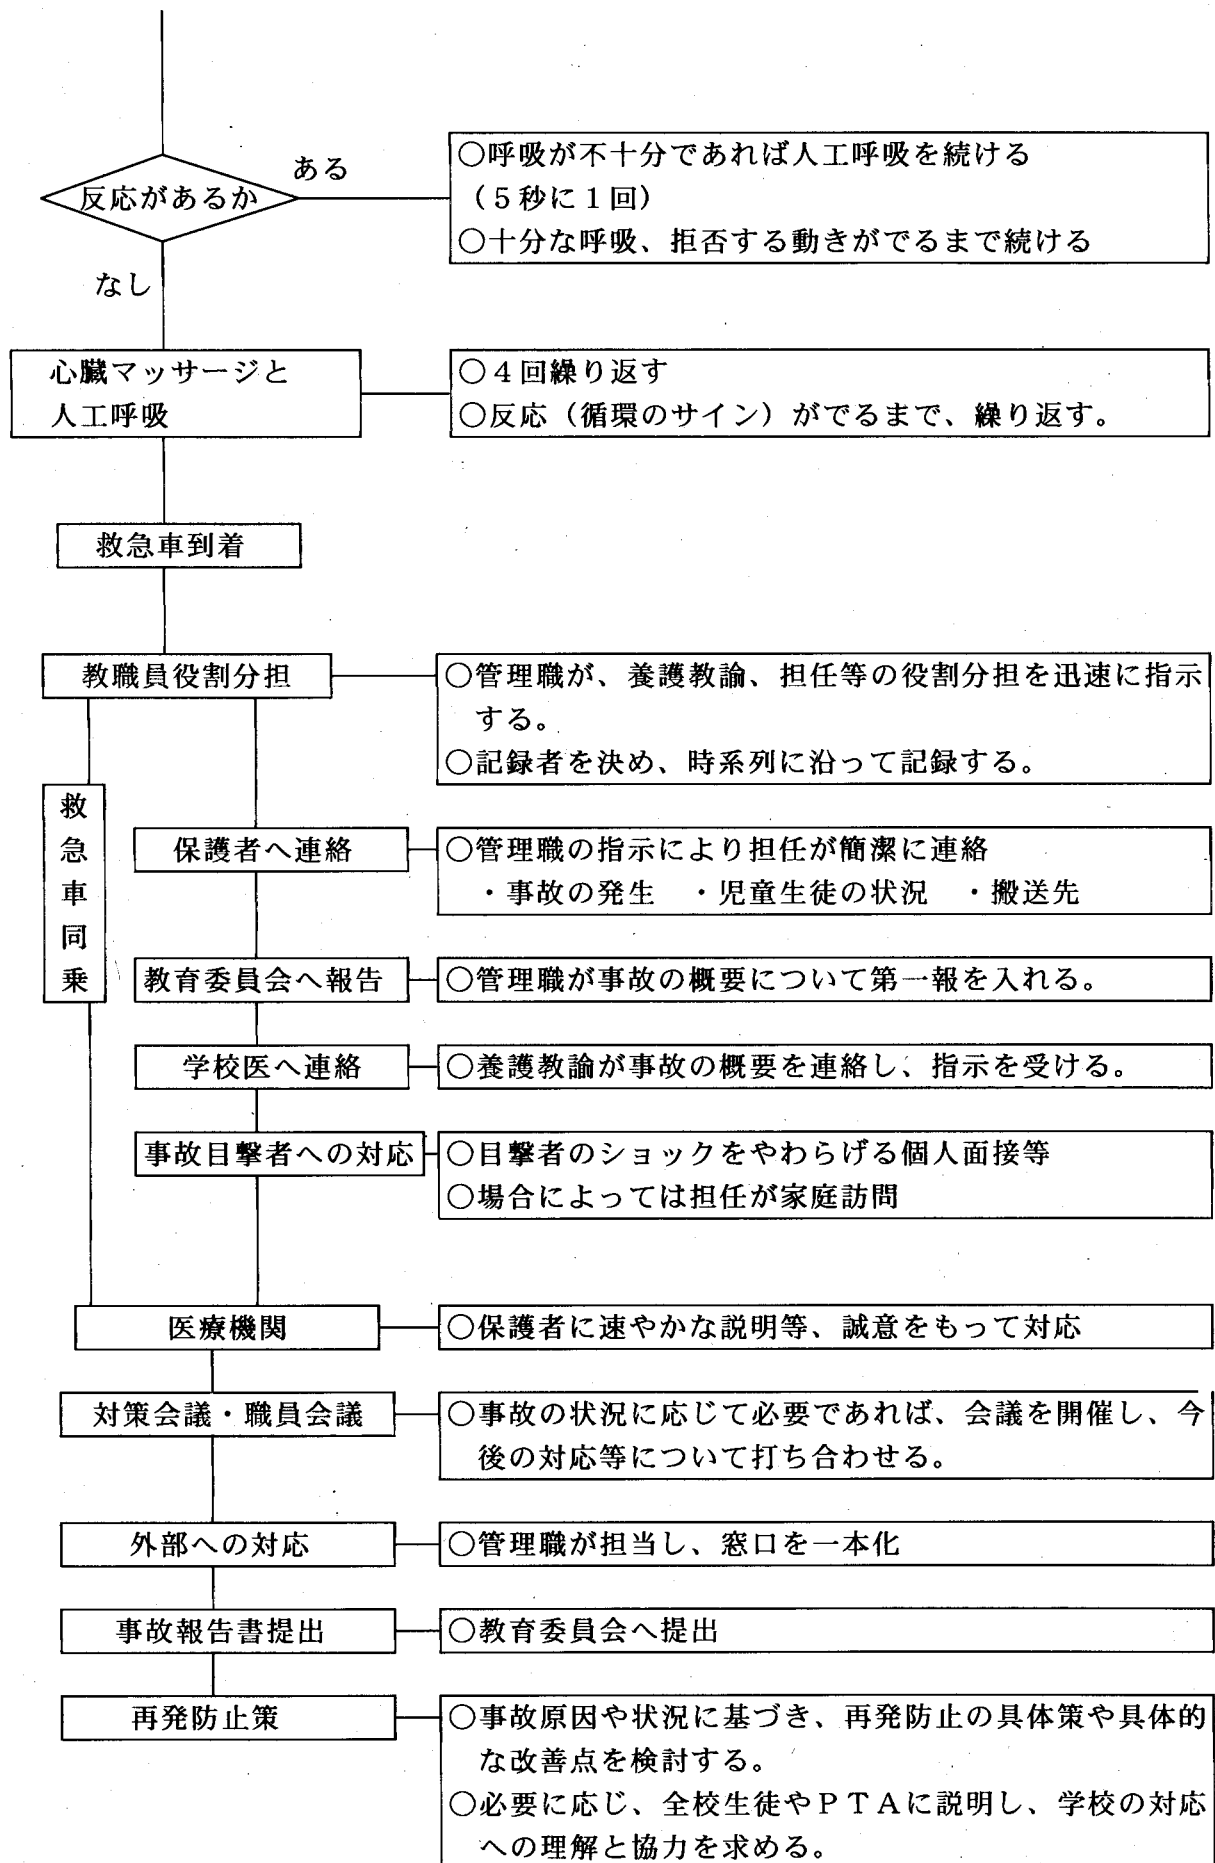 反応があるか
ある
○呼吸が不十分であれば人工呼吸を続ける
(5秒に1回)
○十分な呼吸、拒否する動きがでるまで続ける
なし
心臓マッサージと
人工呼吸
○4回繰り返す
○反応(循環のサイン)がでるまで、繰り返す。
救急車到着
教職員役割分担
○管理職が、養護教論、担任等の役割分担を迅速に指示
する。
○記録者を決め、時系列に沿って記録する。
救急車同乗
保護者へ連絡
○管理職の指示により担任が簡潔に連絡
・事故の発生 ・児童生徒の状況 ・搬送先
教育委員会へ報告
○管理職が事故の概要について第一報を入れる。
学校医へ連絡
○養護教論が事故の概要を連絡し、指示を受ける。
事故目撃者への対応
○目撃者のショックをやわらげる個人面接等
○場合によっては担任が家庭訪問
医療機関
○保護者に速やかな説明等、誠意をもって対応
対策会議・職員会議
○事故の状況に応じて必要であれば、会議を開催し、今
後の対応等について打ち合わせる。
外部への対応
○管理職が担当し、窓口を一本化
事故報告書提出
○教育委員会へ提出
再発防止策
○事故原因や状況に基づき、再発防止の具体策や具体的
な改善点を検討する。
○必要に応じ、全校生徒やPTAに説明し、学校の対応
への理解と協力を求める。